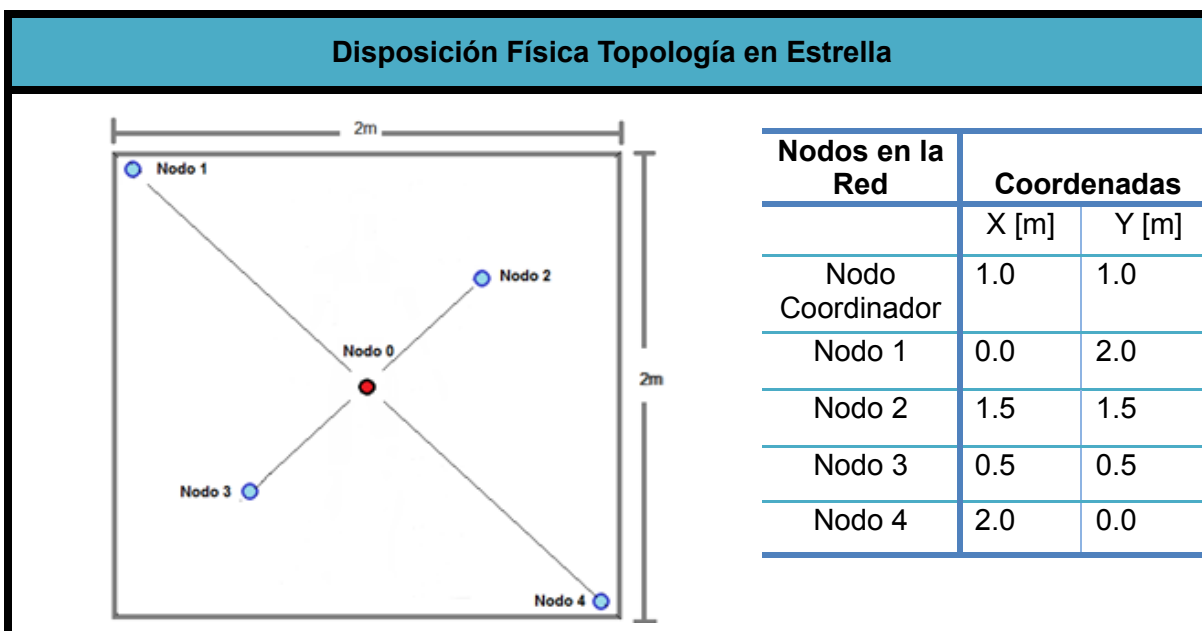 Disposición Física Topología en Estrella
2m
Nodo 1
Nodo 2
Nodo 0
2m
Nodo 3
Nodo 4
Nodos en la
Red
Coordenadas
X [m] Y [m]
Nodo
Coordinador
1.0 1.0
Nodo 1 0.0 2.0
Nodo 2 1.5 1.5
Nodo 3 0.5 0.5
Nodo 4 2.0 0.0